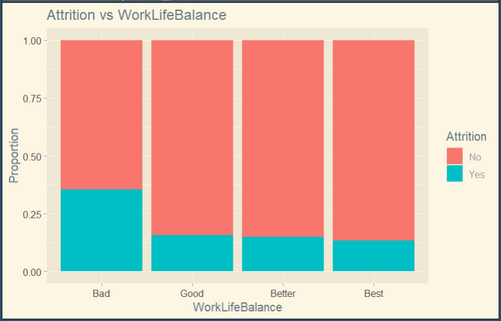 Attrition vs WorkLifeBalance
1.00
0.75
0.50
0.25
0.00
Proportion
Bad Good Better Best
WorkLifeBalance
Attrition
No
Yes